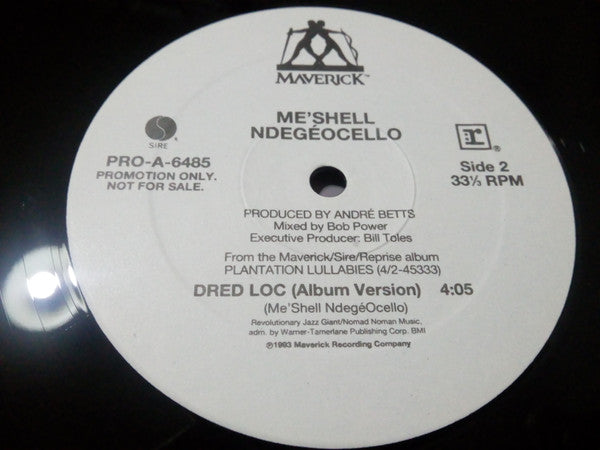 MAVERICK™
ME'SHELL
NDEGÉOCELLO
SIRE
PRO-A-6485
PROMOTION ONLY.
NOT FOR SALE.
r®
Side 2
33⅓ RPM
PRODUCED BY ANDRÉ BETTS
Mixed by Bob Power
Executive Producer: Bill Toles
From the Maverick/Sire/Reprise album
PLANTATION LULLABIES (4/2-45333)
DRED LOC (Album Version) 4:05
(Me'Shell NdegéOcello)
Revolutionary Jazz Giant/Nomad Noman Music,
adm. by Warner-Tamerlane Publishing Corp. BMI
℗1993 Maverick Recording Company